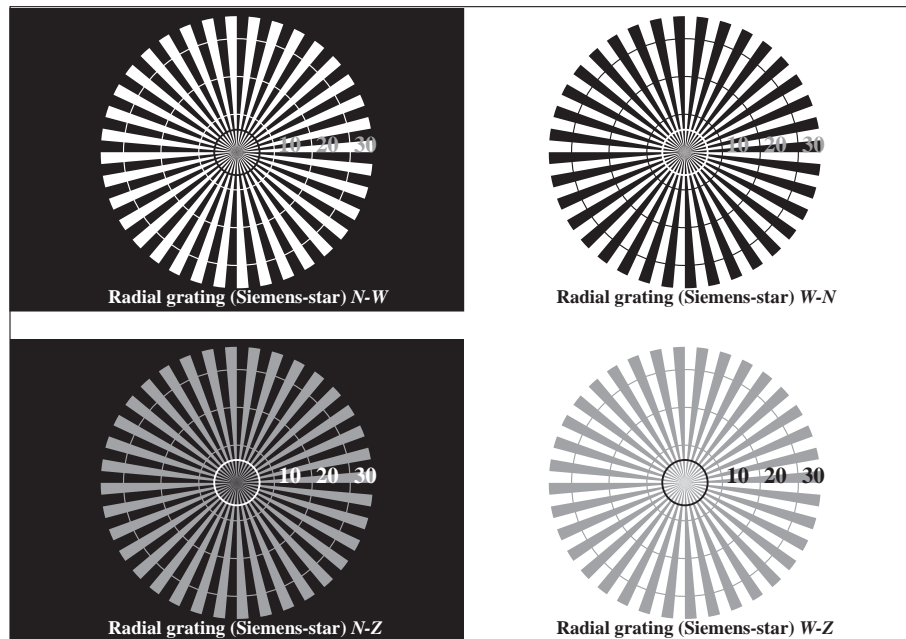 10 20 30
Radial grating (Siemens-star) N-W
10 20 30
Radial grating (Siemens-star) W-N
10 20 30
Radial grating (Siemens-star) N-Z
10 20 30
Radial grating (Siemens-star) W-Z